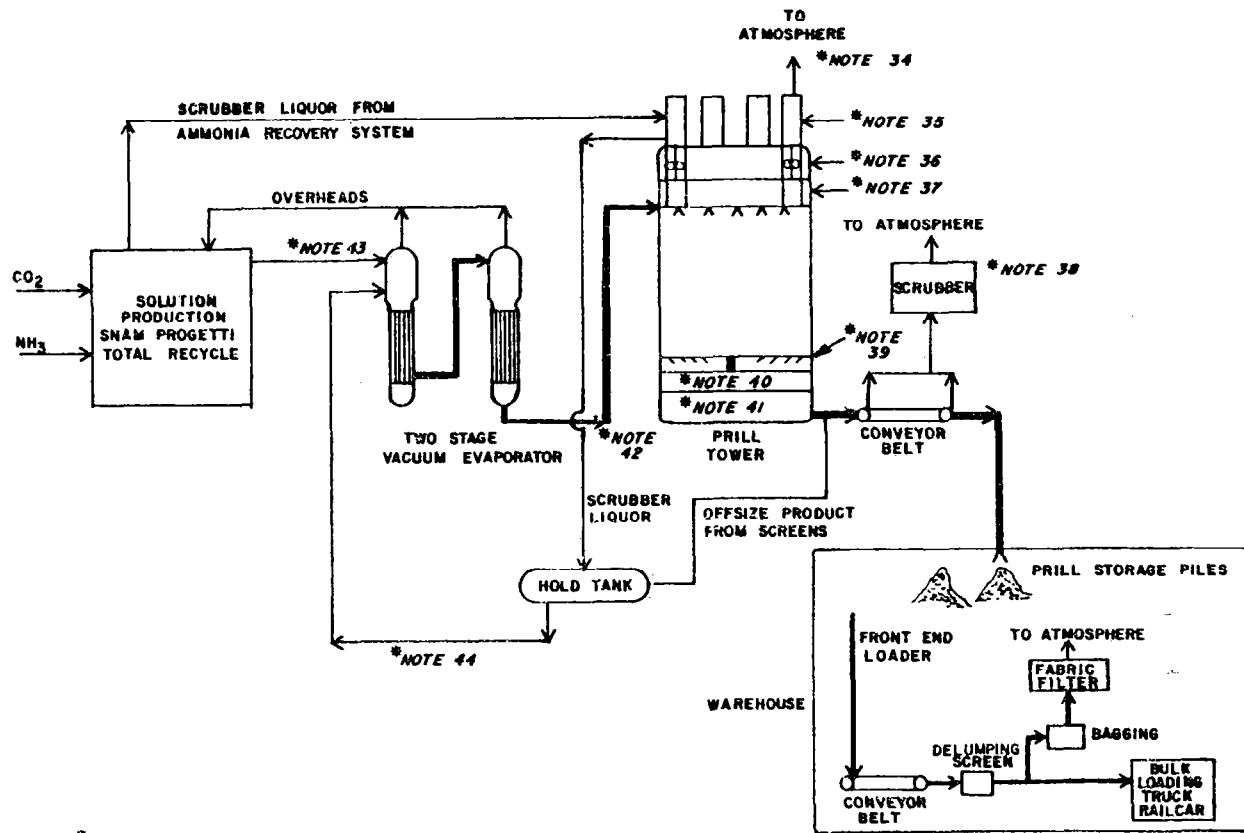 TO
ATMOSPHERE
*NOTE 34
SCRUBBER LIQUOR FROM
AMMONIA RECOVERY SYSTEM
*NOTE 35
*NOTE 36
*NOTE 37
OVERHEADS
*NOTE 43
TO ATMOSPHERE
*NOTE 38
SCRUBBER
CO2
NH3
SOLUTION
PRODUCTION
SNAM PROGETTI
TOTAL RECYCLE
*NOTE
39
*NOTE 40
*NOTE 41
TWO STAGE
VACUUM EVAPORATOR
*NOTE
42
PRILL
TOWER
CONVEYOR
BELT
SCRUBBER
LIQUOR
OFFSIZE PRODUCT
FROM SCREENS
HOLD TANK
*NOTE 44
PRILL STORAGE PILES
FRONT END
LOADER
TO ATMOSPHERE
FABRIC
FILTER
WAREHOUSE
BAGGING
DELUMPING
SCREEN
CONVEYOR
BELT
BULK
LOADING
TRUCK
RAILCAR
*